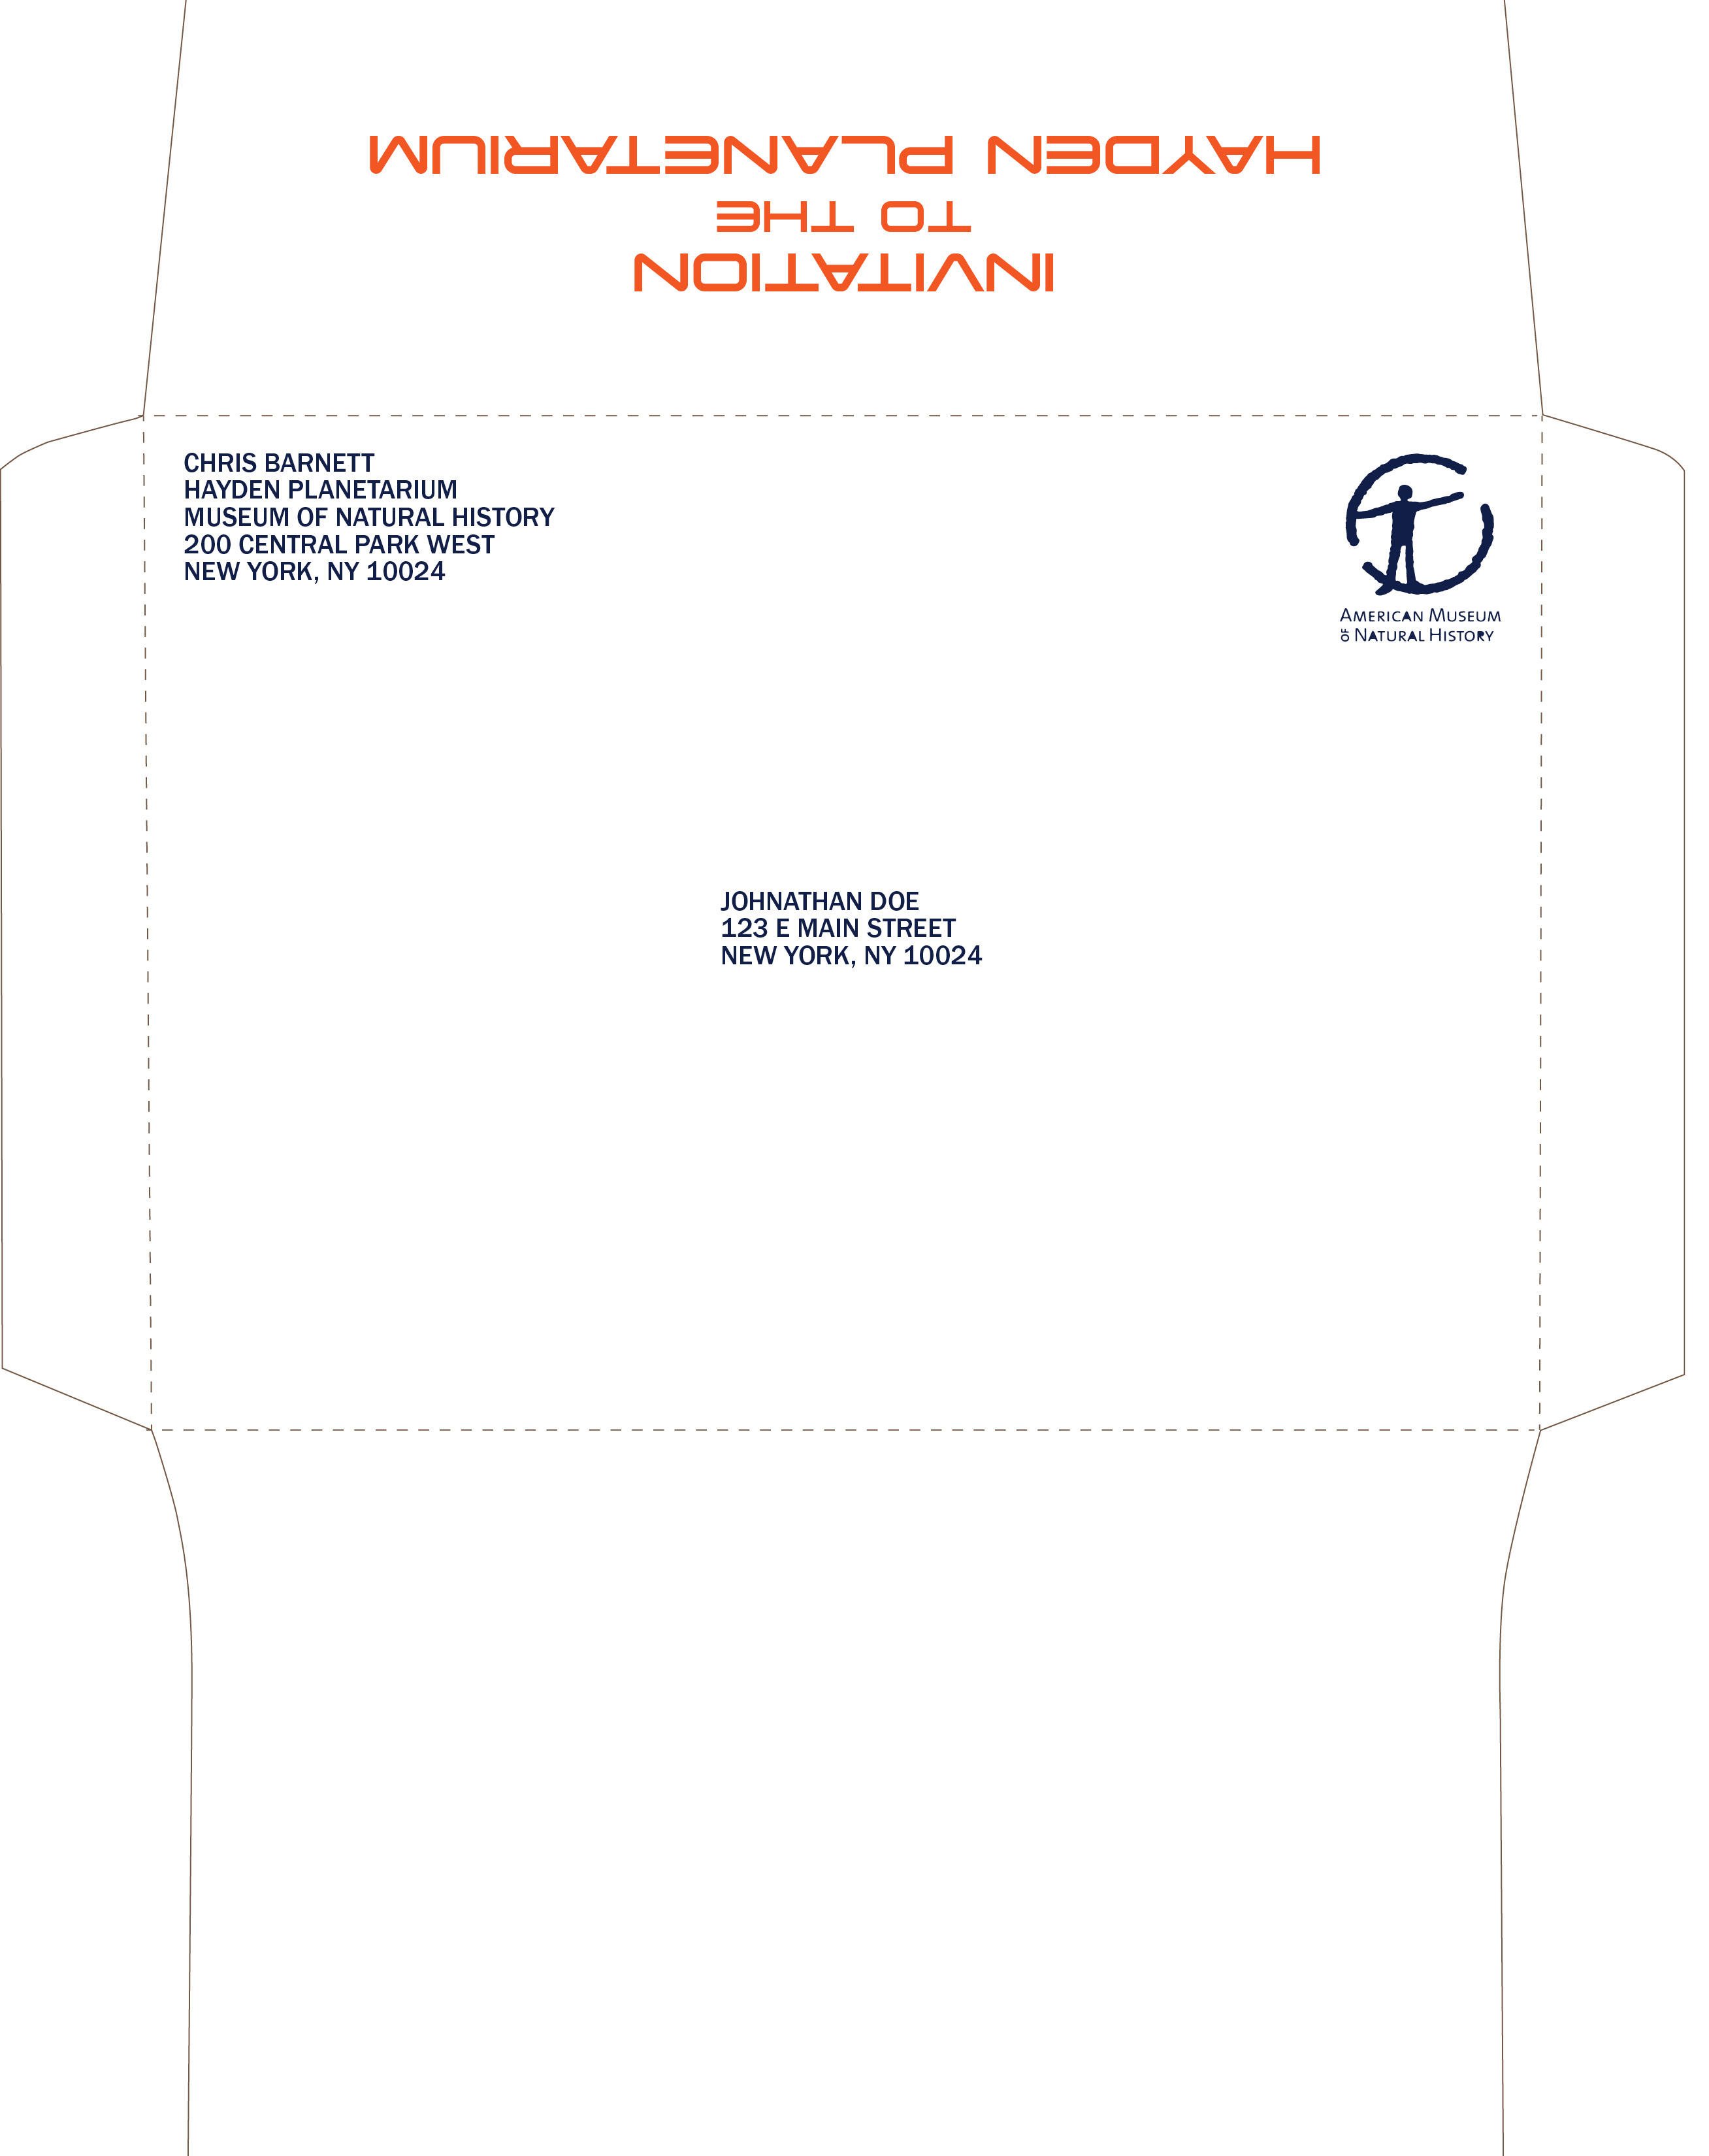 INVITATION
TO THE
HAYDEN PLANETARIUM
CHRIS BARNETT
HAYDEN PLANETARIUM
MUSEUM OF NATURAL HISTORY
200 CENTRAL PARK WEST
NEW YORK, NY 10024
AMERICAN MUSEUM
OF NATURAL HISTORY
JOHNATHAN DOE
123 E MAIN STREET
NEW YORK, NY 10024